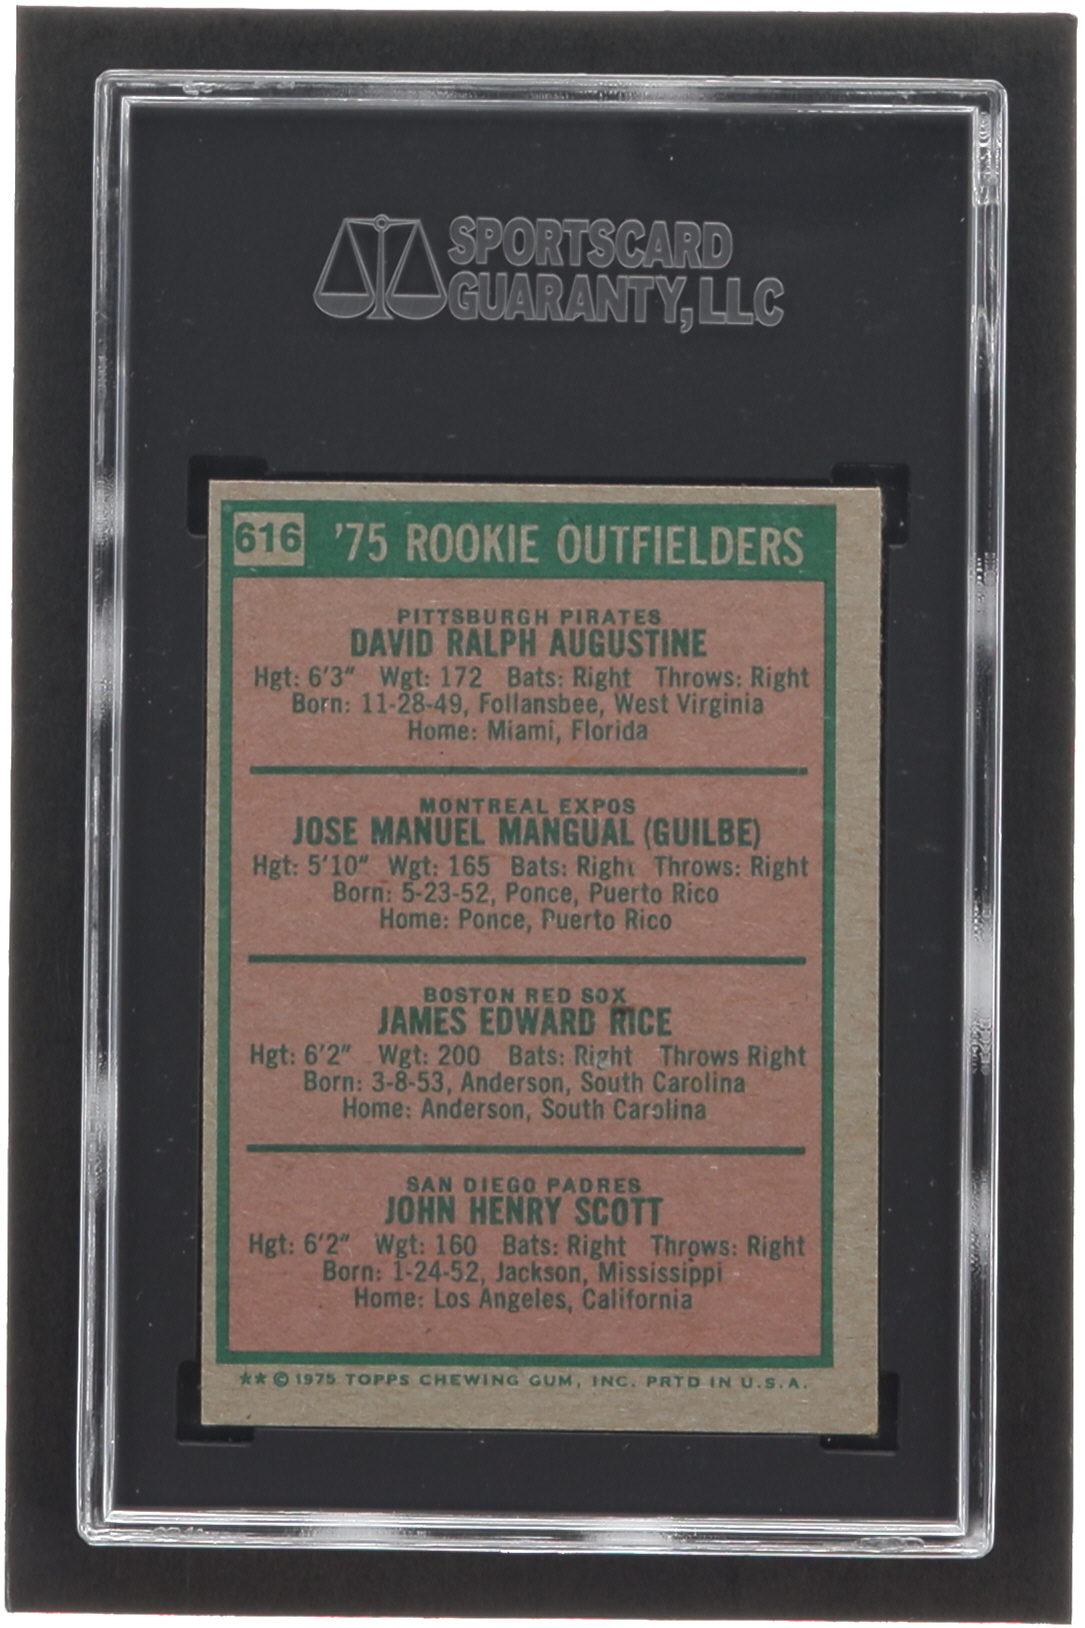 SPORTSCARD
GUARANTY, LLC
616 '75 ROOKIE OUTFIELDERS
PITTSBURGH PIRATES
DAVID RALPH AUGUSTINE
Hgt: 6'3" Wgt: 172 Bats: Right Throws: Right
Born: 11-28-49, Follansbee, West Virginia
Home: Miami, Florida
MONTREAL EXPOS
JOSE MANUEL MANGUAL (GUILBE)
Hgt: 5'10" Wgt: 165 Bats: Right Throws: Right
Born: 5-23-52, Ponce, Puerto Rico
Home: Ponce, Puerto Rico
BOSTON RED SOX
JAMES EDWARD RICE
Hgt: 6'2" Wgt: 200 Bats: Right Throws Right
Born: 3-8-53, Anderson, South Carolina
Home: Anderson, South Carolina
SAN DIEGO PADRES
JOHN HENRY SCOTT
Hgt: 6'2" Wgt: 160 Bats: Right Throws: Right
Born: 1-24-52, Jackson, Mississippi
Home: Los Angeles, California
** © 1975 TOPPS CHEWING GUM, INC. PRTD IN U.S.A.